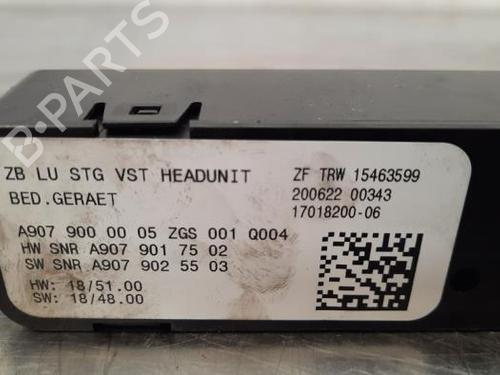 B-PARTS
ZB LU STG VST HEADUNIT
BED.GERAET
A907 900 00 05 ZGS 001 Q004
HW SNR A907 901 75 02
SW SNR A907 902 55 03
HW: 18/51.00
SW: 18/48.00
ZF TRW 15463599
200622 00343
17018200-06